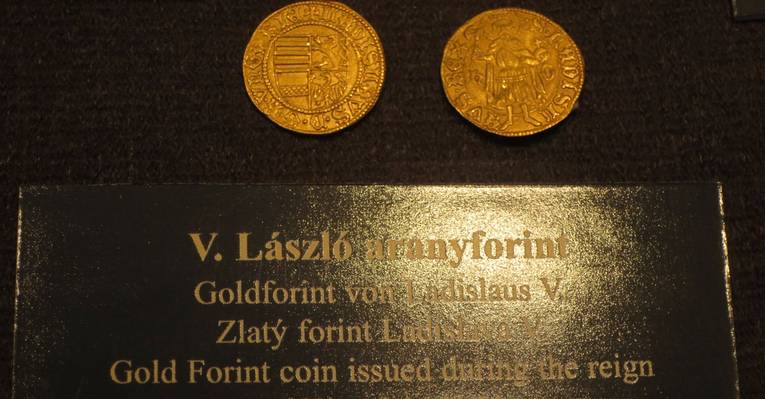 V. László aranyforint
Goldforint von Ladislaus V.
Zlatý forint Ladislava V.
Gold Forint coin issued during the reign